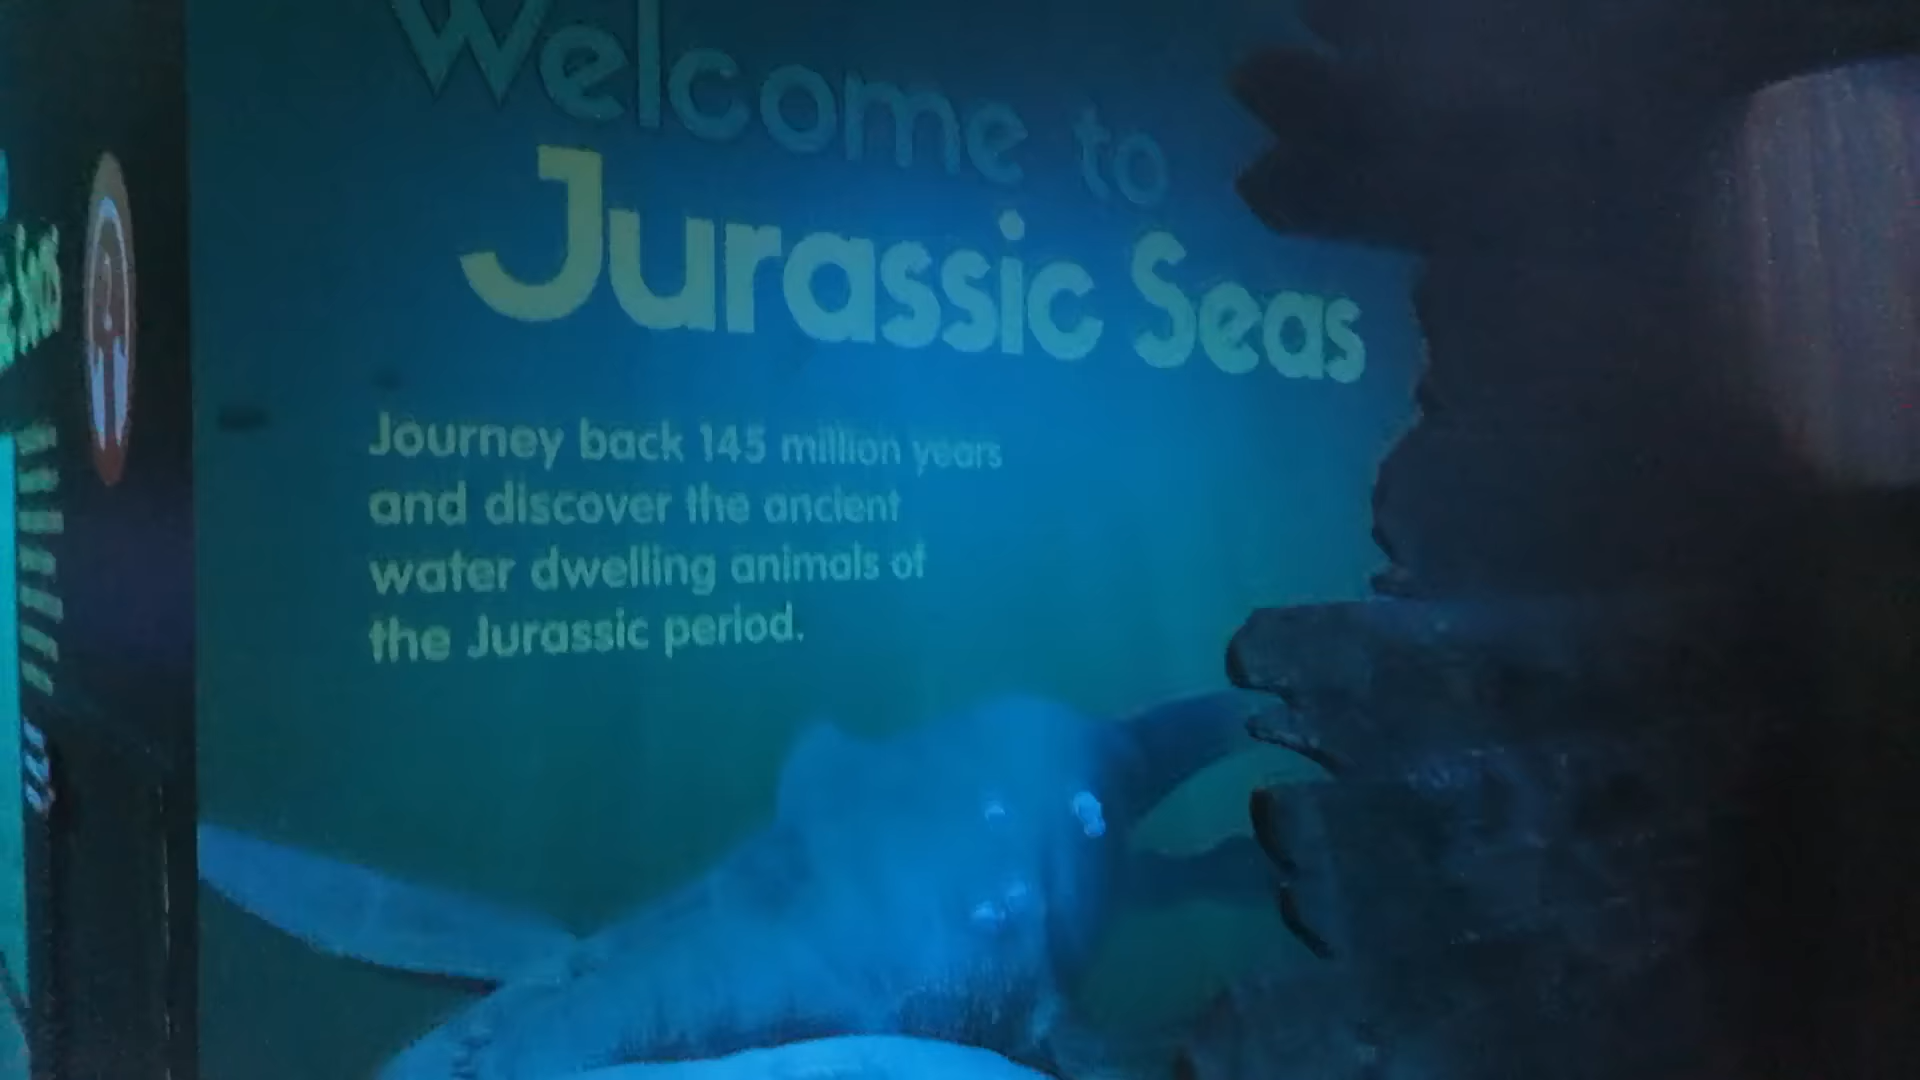 Welcome to
Jurassic Seas
Journey back 145 million years
and discover the ancient
water dwelling animals of
the Jurassic period.